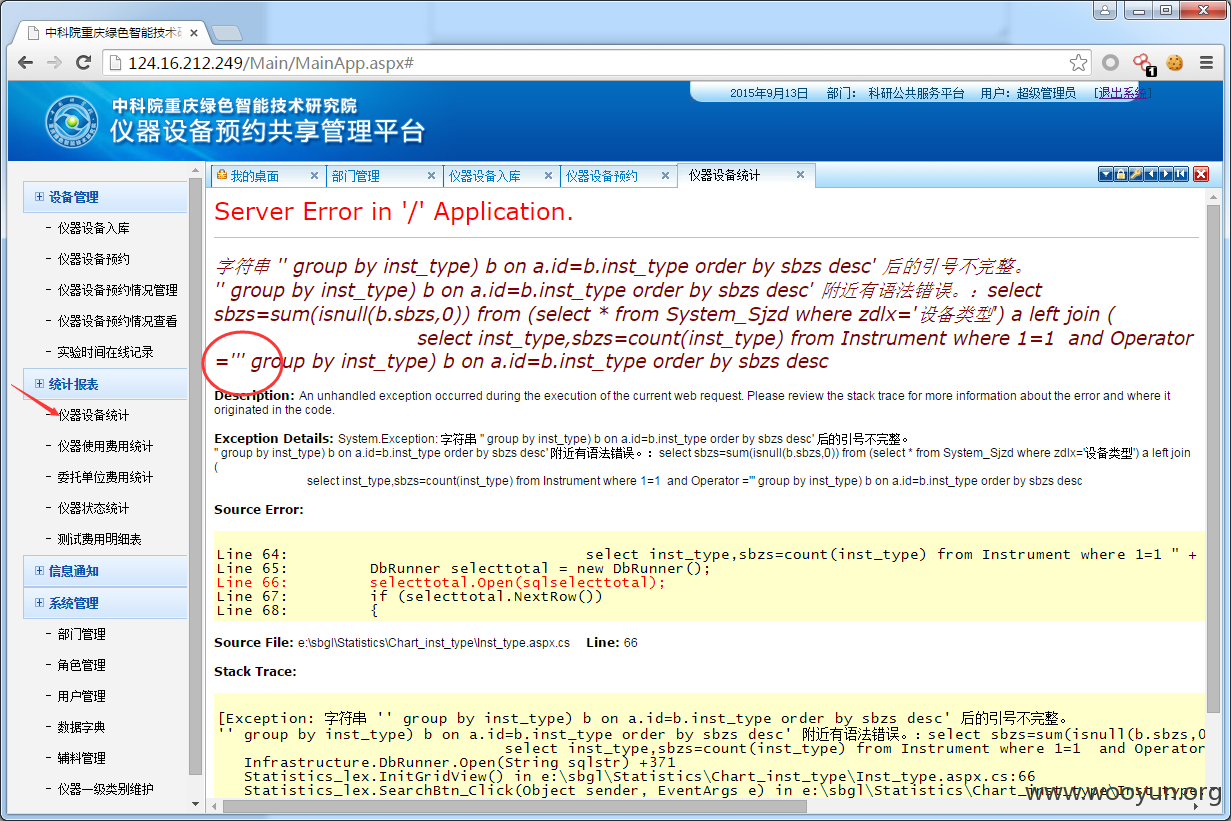 中科院重庆绿色智能技术
124.16.212.249/Main/MainApp.aspx#
1
中科院重庆绿色智能技术研究院
仪器设备预约共享管理平台
2015年9月13日 部门: 科研公共服务平台 用户: 超级管理员 [退出系统]
我的桌面 部门管理 仪器设备入库 仪器设备预约 仪器设备统计
设备管理
仪器设备入库
仪器设备预约
仪器设备预约情况管理
仪器设备预约情况查看
实验时间在线记录
统计报表
仪器设备统计
仪器使用费用统计
委托单位费用统计
仪器状态统计
测试费用明细表
信息通知
系统管理
部门管理
角色管理
用户管理
数据字典
辅料管理
仪器一级类别维护
Server Error in '/' Application.
字符串 '' group by inst_type) b on a.id=b.inst_type order by sbzs desc' 后的引号不完整。
'' group by inst_type) b on a.id=b.inst_type order by sbzs desc' 附近有语法错误。: select
sbzs=sum(isnull(b.sbzs,0)) from (select * from System_Sjzd where zdlx='设备类型') a left join (
select inst_type,sbzs=count(inst_type) from Instrument where 1=1 and Operator
=''' group by inst_type) b on a.id=b.inst_type order by sbzs desc
Description: An unhandled exception occurred during the execution of the current web request. Please review the stack trace for more information about the error and where it
originated in the code.
Exception Details: System.Exception: 字符串 '' group by inst_type) b on a.id=b.inst_type order by sbzs desc' 后的引号不完整。
'' group by inst_type) b on a.id=b.inst_type order by sbzs desc' 附近有语法错误。: select sbzs=sum(isnull(b.sbzs,0)) from (select * from System_Sjzd where zdlx='设备类型') a left join
(
select inst_type,sbzs=count(inst_type) from Instrument where 1=1 and Operator =''' group by inst_type) b on a.id=b.inst_type order by sbzs desc
Source Error:
Line 64: select inst_type,sbzs=count(inst_type) from Instrument where 1=1 " +
Line 65: DbRunner selecttotal = new DbRunner();
Line 66: selecttotal.Open(sqlselecttotal);
Line 67: if (selecttotal.NextRow())
Line 68: {
Source File: e:\sbgl\Statistics\Chart_inst_type\Inst_type.aspx.cs Line: 66
Stack Trace:
[Exception: 字符串 '' group by inst_type) b on a.id=b.inst_type order by sbzs desc' 后的引号不完整。
'' group by inst_type) b on a.id=b.inst_type order by sbzs desc' 附近有语法错误。: select sbzs=sum(isnull(b.sbzs,0
select inst_type,sbzs=count(inst_type) from Instrument where 1=1 and Operator
Infrastructure.DbRunner.Open(String sqlstr) +371
Statistics_lex.InitGridView() in e:\sbgl\Statistics\Chart_inst_type\Inst_type.aspx.cs:66
Statistics_lex.SearchBtn_Click(Object sender, EventArgs e) in e:\sbgl\Statistics\Chart_inst_type\Inst_type
www.wooyun.org